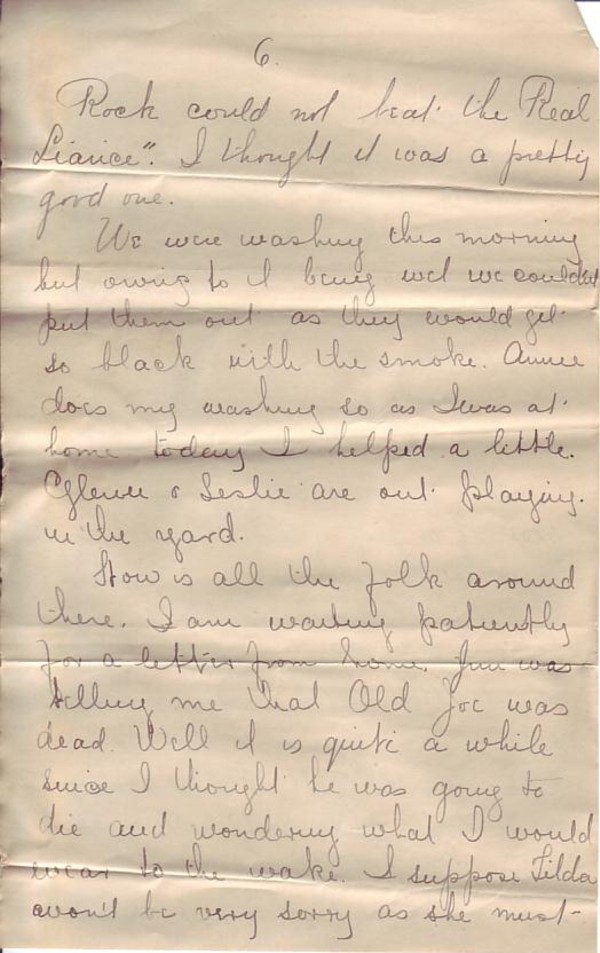 6.
Rock could not beat the Real
Liance". I thought it was a pretty
good one.
We were washing this morning
but owing to it being wet we couldnt
put them out as they would get
so black with the smoke. Annie
does my washing so as I was at
home today I helped a little.
& Leslie are out playing.
in the yard.
How is all the folk around
there. I am waiting patiently
for a letter from home. Jim was
telling me that Old Joe was
dead. Well it is quite a while
since I thought he was going to
die and wondering what I would
wear to the wake. I suppose Tilda
won't be very sorry as she must